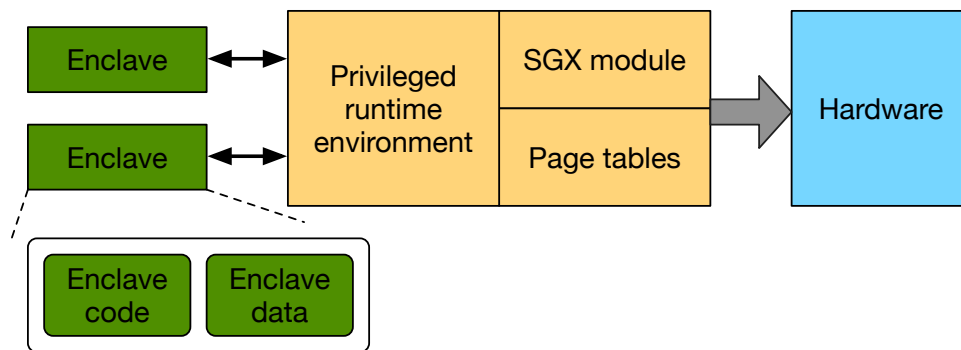 Enclave
Privileged
runtime
environment
SGX module
Hardware
Enclave
Page tables
Enclave
code
Enclave
data